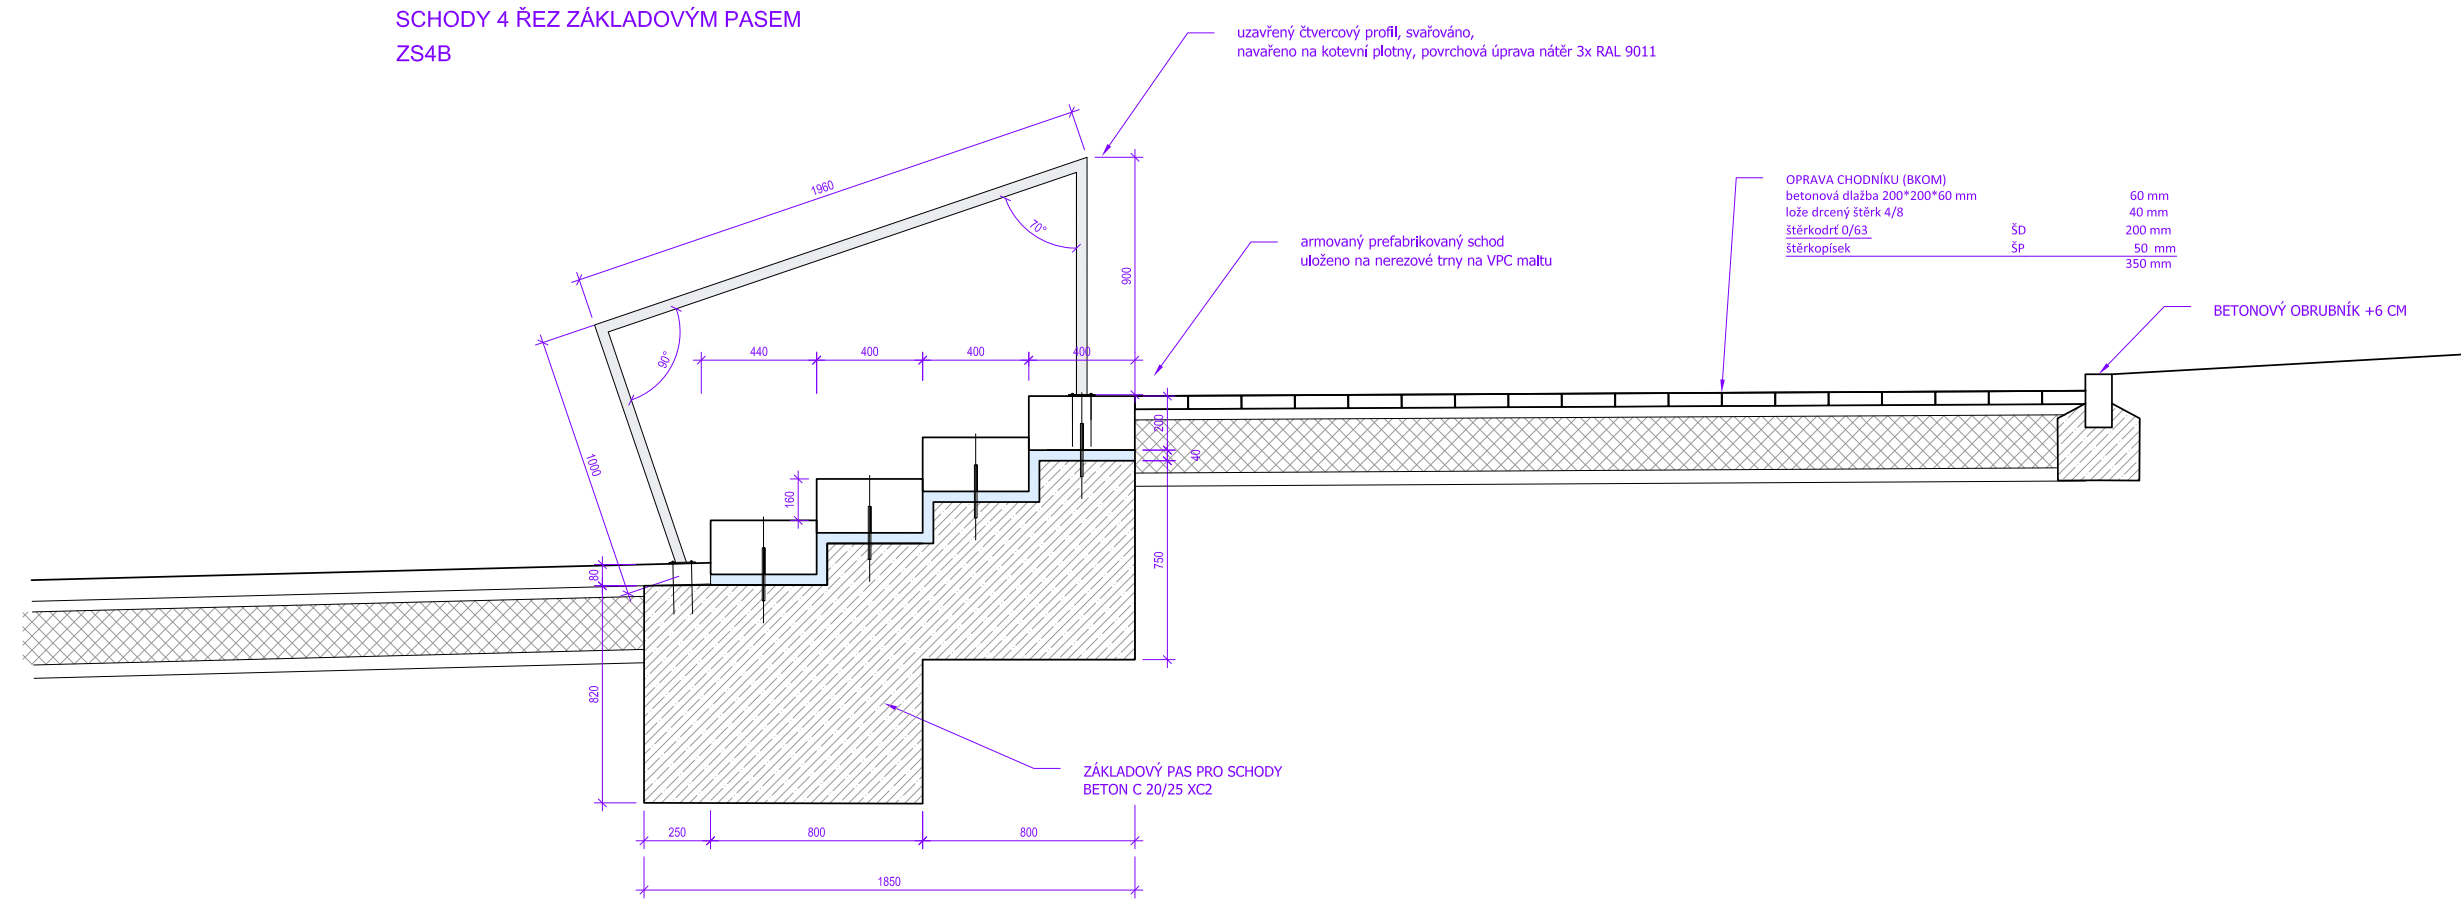 SCHODY 4 ŘEZ ZÁKLADOVÝM PASEM
ZS4B
uzavřený čtvercový profil, svařováno,
navařeno na kotevní plotny, povrchová úprava nátěr 3x RAL 9011
1960
70°
900
OPRAVA CHODNÍKU (BKOM)
betonová dlažba 200*200*60 mm 60 mm
lože drcený štěrk 4/8 40 mm
štěrkodrť 0/63 ŠD 200 mm
štěrkopísek ŠP 50 mm
350 mm
armovaný prefabrikovaný schod
uloženo na nerezové trny na VPC maltu
BETONOVÝ OBRUBNÍK +6 CM
90°
440 400 400 400
1000
200
40
160
80
750
820
ZÁKLADOVÝ PAS PRO SCHODY
BETON C 20/25 XC2
250 800 800
1850